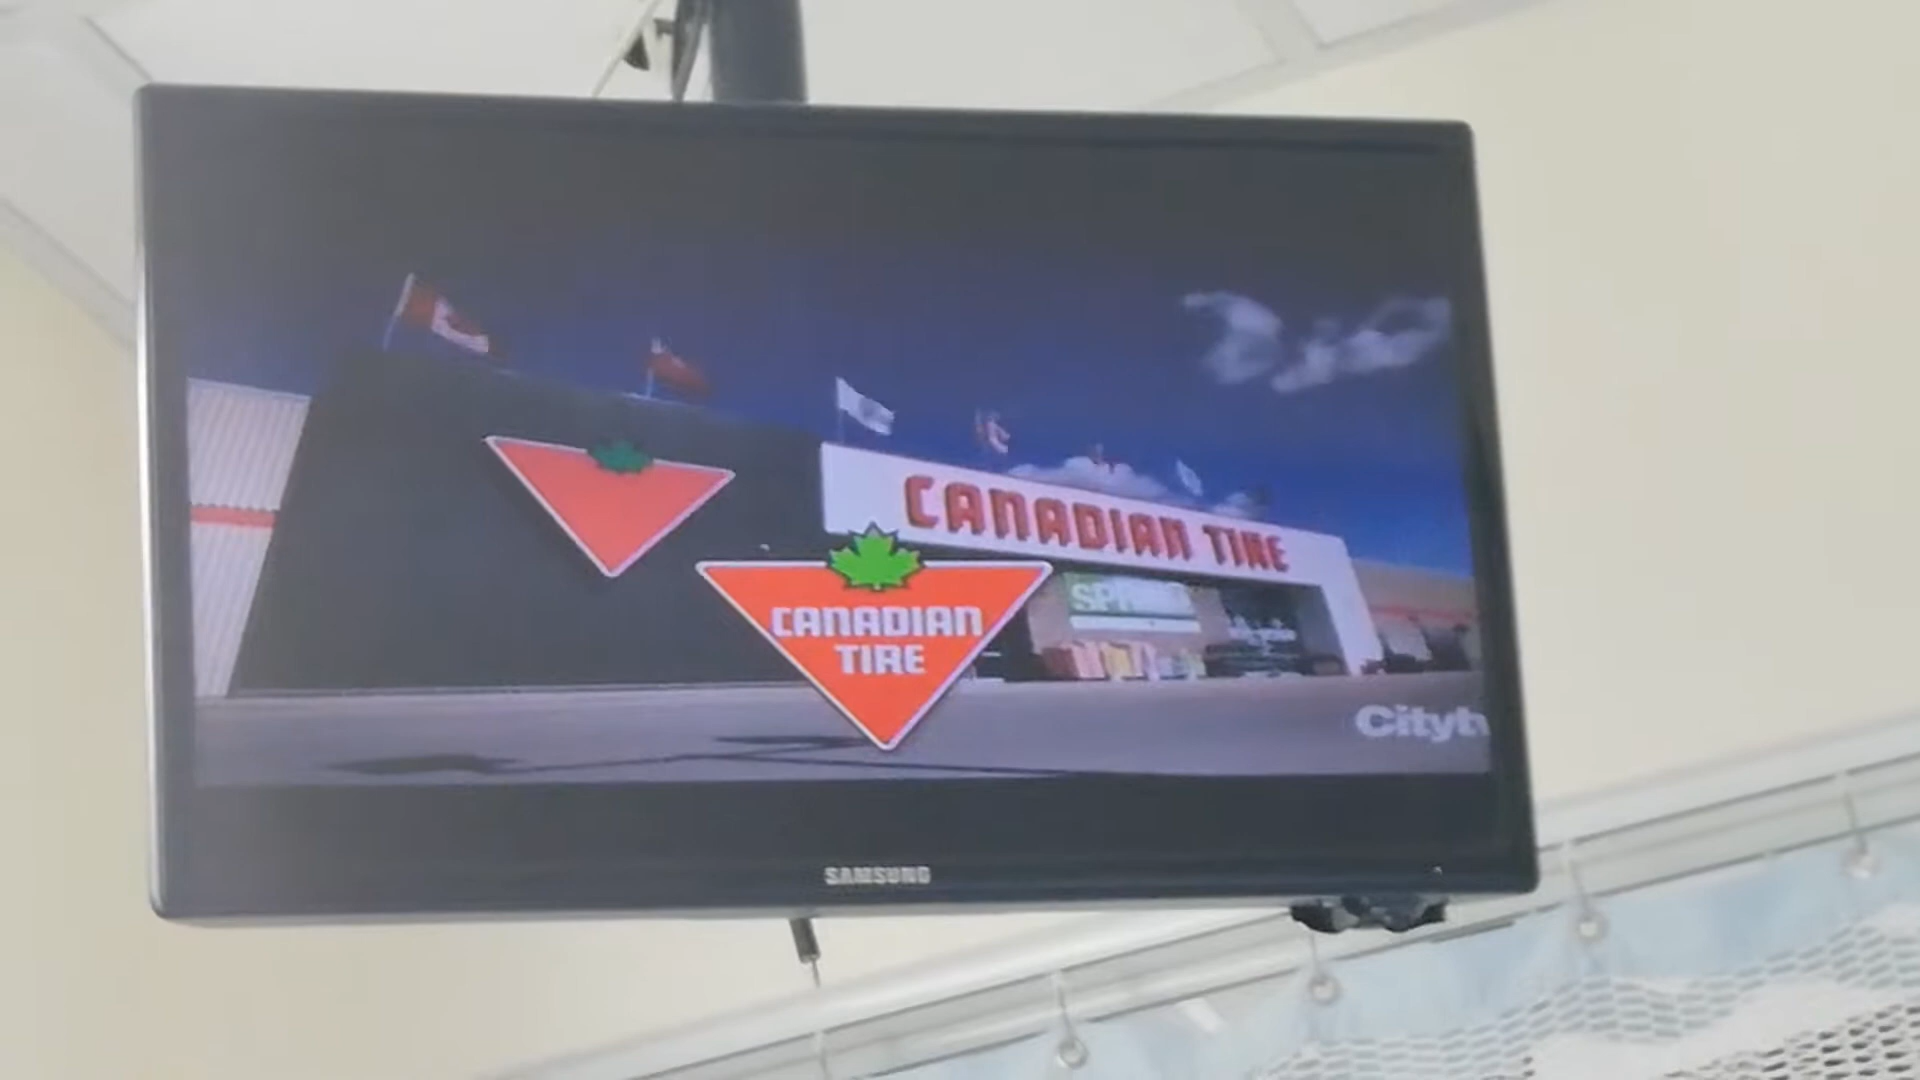 CANADIAN TIRE
CANADIAN
TIRE
Cityt
SAMSUNG